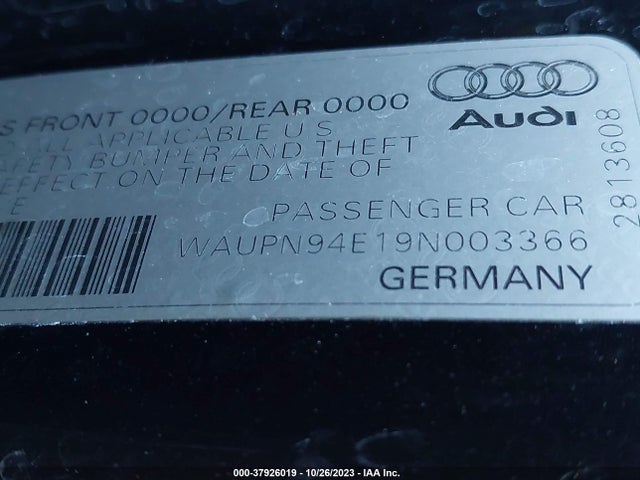 S FRONT 0000/REAR 0000
ALL APPLICABLE U S
AFETY BUMPER AND THEFT
EFFECT ON THE DATE OF
E
AUDI
PASSENGER CAR
WAUPN94E19N003366
GERMANY
2813608
000-37926019 - 10/26/2023 - IAA Inc.